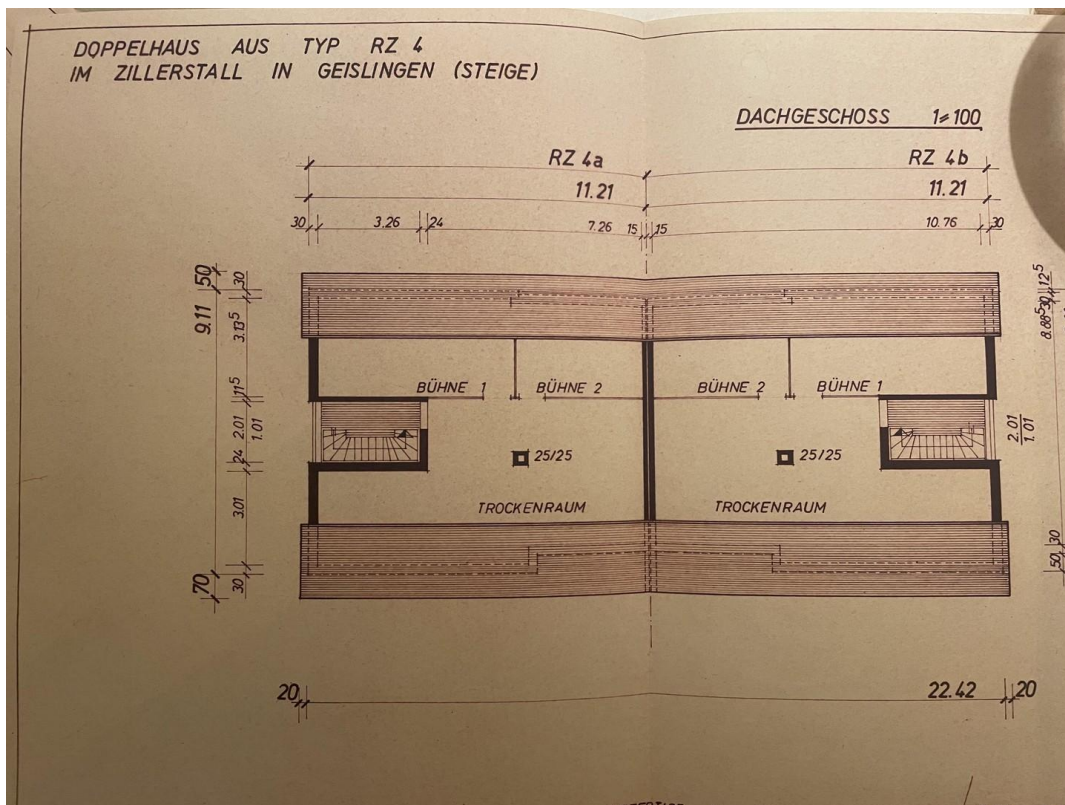 DOPPELHAUS AUS TYP RZ 4
IM ZILLERSTALL IN GEISLINGEN (STEIGE)
DACHGESCHOSS 1=100
RZ 4a RZ 4b
11.21 11.21
30 3.26 24 7.26 15 15 10.76 30
50 30 12⁵
9.11 3.13⁵ 8.88⁵ 30
11⁵ BÜHNE 1 BÜHNE 2 BÜHNE 2 BÜHNE 1
2.01 1.01 2.01 1.01
24 25/25 25/25
3.01 TROCKENRAUM TROCKENRAUM
70 30 50 30
20 22.42 20